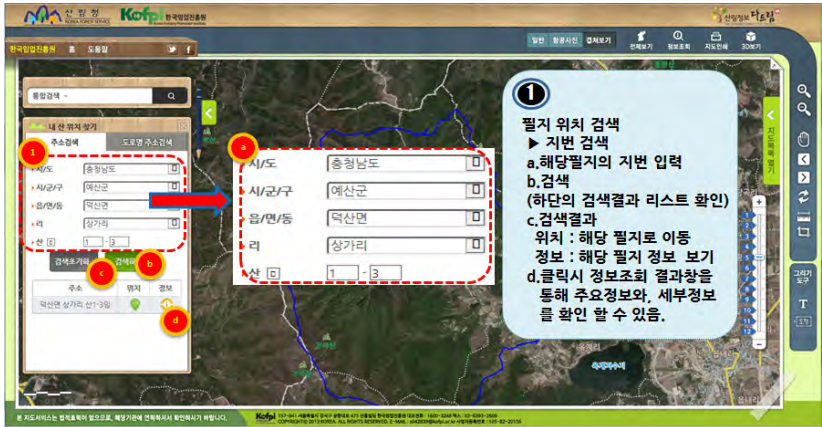 산 림 청
KOREA FOREST SERVICE
Kofpi 한국임업진흥원
산림정보 다드림
한국임업진흥원 홈 도움말
일반 항공사진 겹쳐보기
전체보기 정보조회 지도인쇄 3D보기
통합검색
내 산 위치 찾기
주소검색 도로명 주소검색
1
시/도 충청남도
시/군/구 예산군
읍/면/동 덕산면
리 상가리
산 1 - 3
검색초기화
c
b
주소 위치 정보
덕산면 상가리 산1-3임
d
a
시/도 충청남도
시/군/구 예산군
읍/면/동 덕산면
리 상가리
산 1 - 3
1
필지 위치 검색
▶ 지번 검색
a.해당필지의 지번 입력
b.검색
(하단의 검색결과 리스트 확인)
c.검색결과
위치 : 해당 필지로 이동
정보 : 해당 필지 정보 보기
d.클릭시 정보조회 결과창을
통해 주요정보와, 세부정보
를 확인 할 수 있음.
지도목록 열기
그리기
도구
T
본 지도서비스는 법적효력이 없으므로, 해당기관에 연락하셔서 확인하시기 바랍니다.
Kofpi